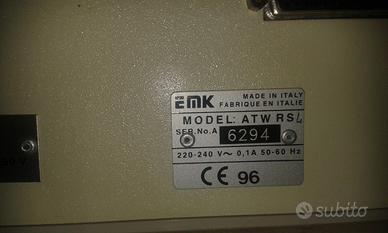 EMK
MADE IN ITALY
FABRIQUE EN ITALIE
MODEL: ATW RSL
SER.No.A 6294
220-240 V~ 0,1A 50-60 Hz
CE 96
subito